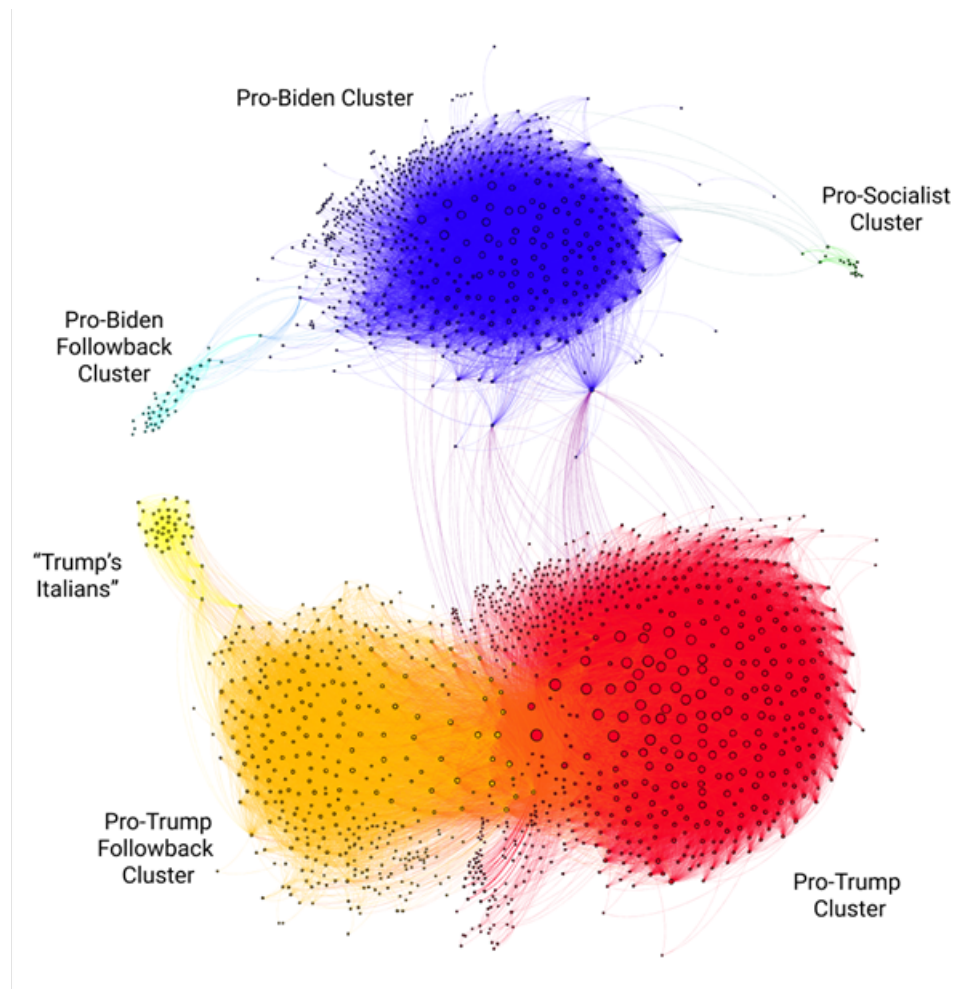 Pro-Biden Cluster
Pro-Socialist
Cluster
Pro-Biden
Followback
Cluster
“Trump’s
Italians”
Pro-Trump
Followback
Cluster
Pro-Trump
Cluster